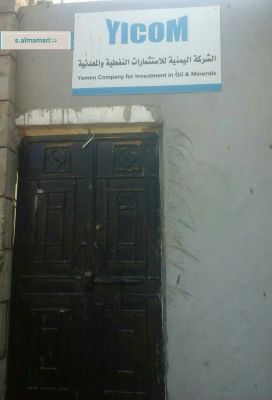 YICOM
الشركة اليمنية للاستثمارات النفطية والمعدنية
Yemen Company for Investment in Oil & Minerals
s.almamari